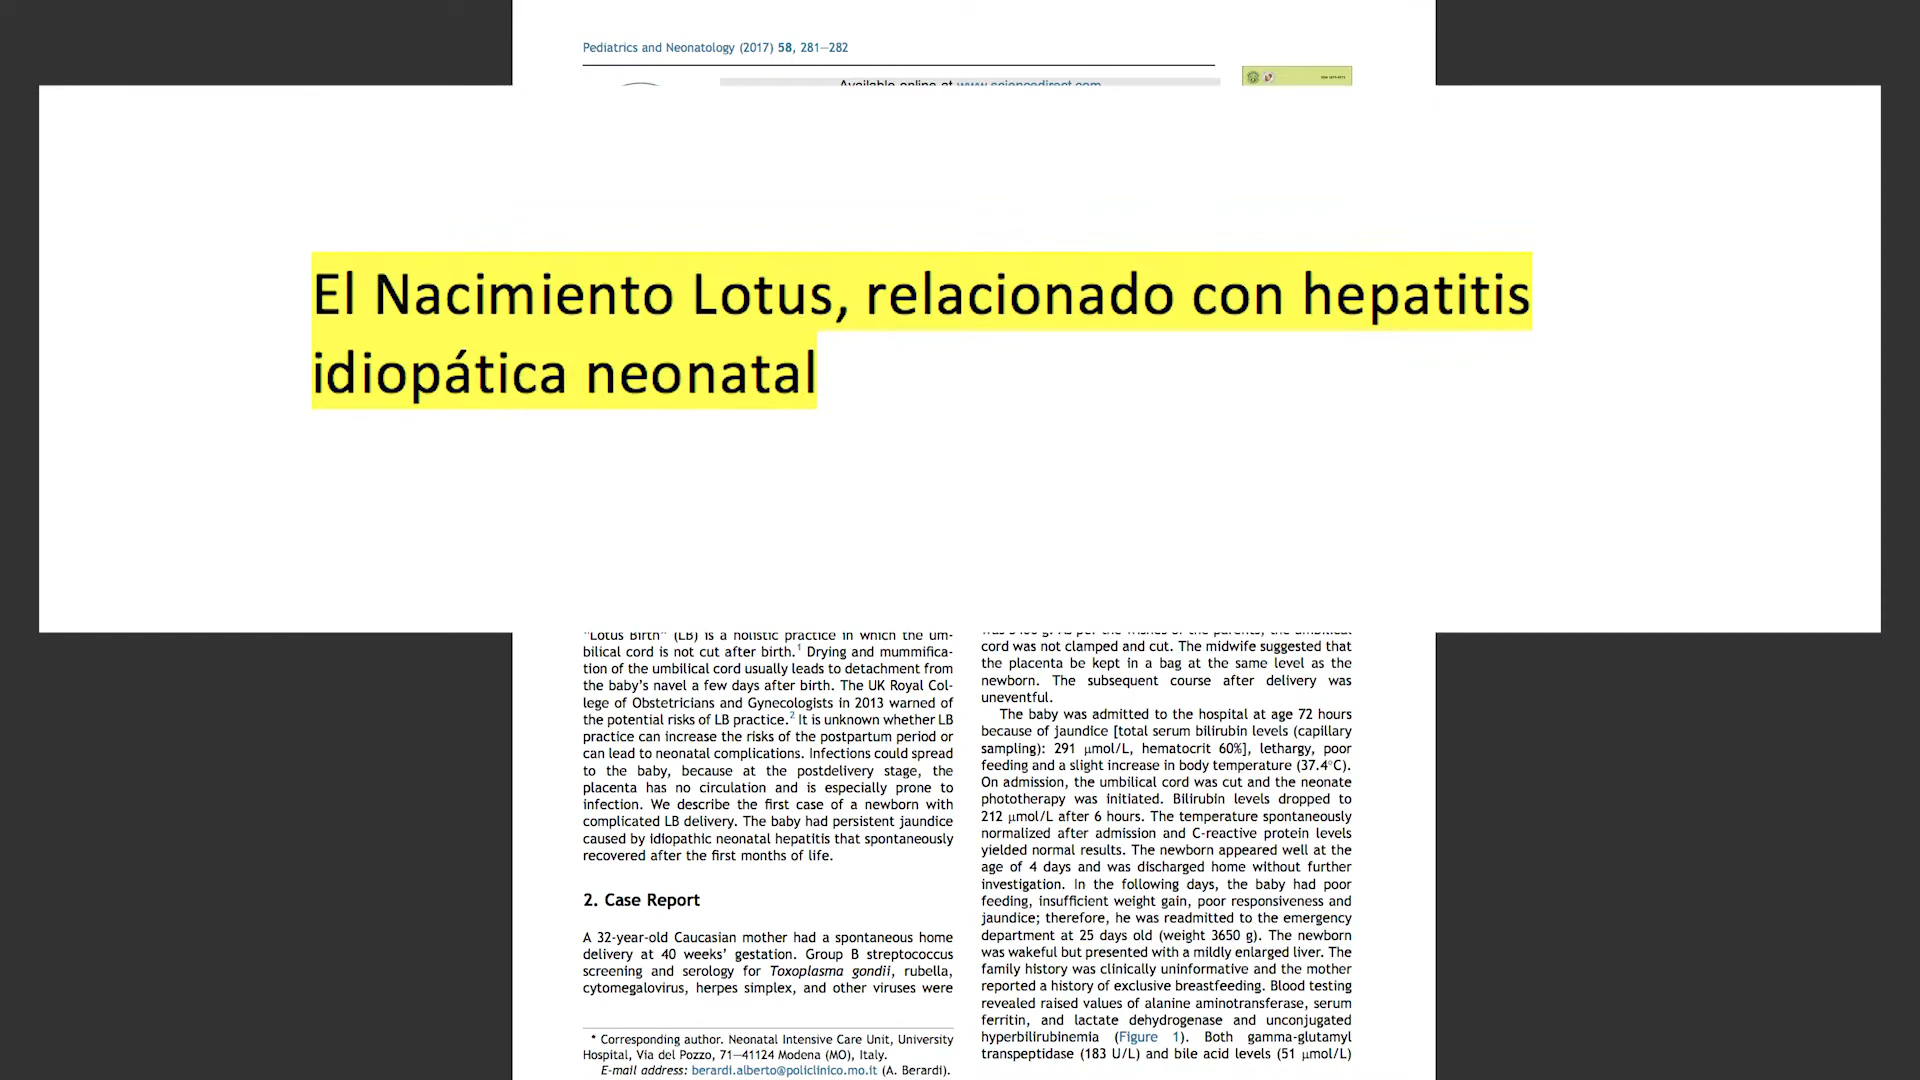 Pediatrics and Neonatology (2017) 58, 281–282
Available online at www.sciencedirect.com
El Nacimiento Lotus, relacionado con hepatitis
idiopática neonatal
"Lotus Birth" (LB) is a holistic practice in which the um-
bilical cord is not cut after birth.1 Drying and mummifica-
tion of the umbilical cord usually leads to detachment from
the baby's navel a few days after birth. The UK Royal Col-
lege of Obstetricians and Gynecologists in 2013 warned of
the potential risks of LB practice.2 It is unknown whether LB
practice can increase the risks of the postpartum period or
can lead to neonatal complications. Infections could spread
to the baby, because at the postdelivery stage, the
placenta has no circulation and is especially prone to
infection. We describe the first case of a newborn with
complicated LB delivery. The baby had persistent jaundice
caused by idiopathic neonatal hepatitis that spontaneously
recovered after the first months of life.
2. Case Report
A 32-year-old Caucasian mother had a spontaneous home
delivery at 40 weeks' gestation. Group B streptococcus
screening and serology for Toxoplasma gondii, rubella,
cytomegalovirus, herpes simplex, and other viruses were
* Corresponding author. Neonatal Intensive Care Unit, University
Hospital, Via del Pozzo, 71–41124 Modena (MO), Italy.
E-mail address: berardi.alberto@policlinico.mo.it (A. Berardi).
cord was not clamped and cut. The midwife suggested that
the placenta be kept in a bag at the same level as the
newborn. The subsequent course after delivery was
uneventful.
The baby was admitted to the hospital at age 72 hours
because of jaundice [total serum bilirubin levels (capillary
sampling): 291 μmol/L, hematocrit 60%], lethargy, poor
feeding and a slight increase in body temperature (37.4°C).
On admission, the umbilical cord was cut and the neonate
phototherapy was initiated. Bilirubin levels dropped to
212 μmol/L after 6 hours. The temperature spontaneously
normalized after admission and C-reactive protein levels
yielded normal results. The newborn appeared well at the
age of 4 days and was discharged home without further
investigation. In the following days, the baby had poor
feeding, insufficient weight gain, poor responsiveness and
jaundice; therefore, he was readmitted to the emergency
department at 25 days old (weight 3650 g). The newborn
was wakeful but presented with a mildly enlarged liver. The
family history was clinically uninformative and the mother
reported a history of exclusive breastfeeding. Blood testing
revealed raised values of alanine aminotransferase, serum
ferritin, and lactate dehydrogenase and unconjugated
hyperbilirubinemia (Figure 1). Both gamma-glutamyl
transpeptidase (183 U/L) and bile acid levels (51 μmol/L)